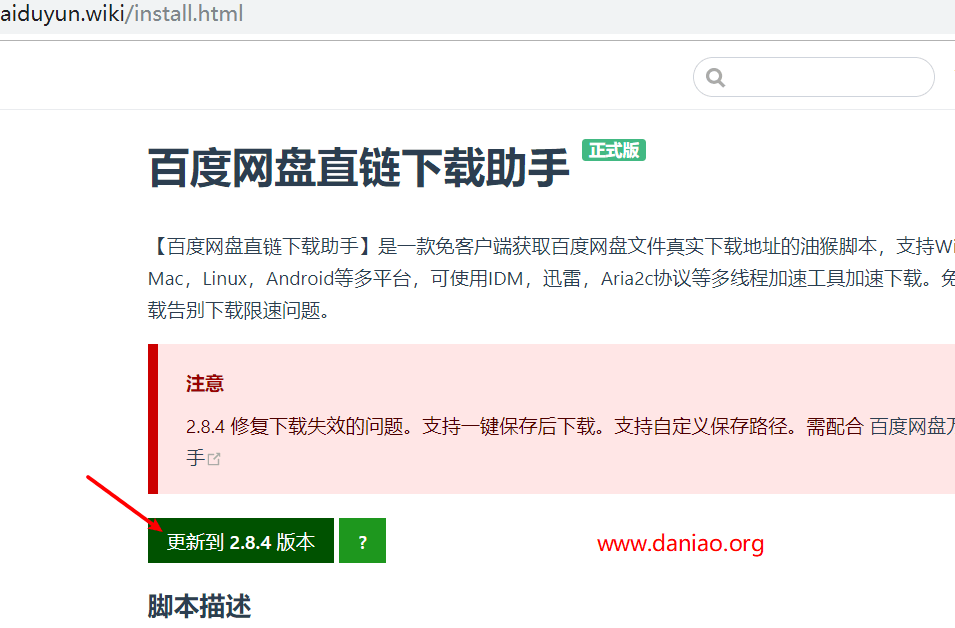 aiduyun.wiki/install.html
百度网盘直链下载助手 正式版
【百度网盘直链下载助手】是一款免客户端获取百度网盘文件真实下载地址的油猴脚本，支持Wi
Mac，Linux，Android等多平台，可使用IDM，迅雷，Aria2c协议等多线程加速工具加速下载。免
载告别下载限速问题。
注意
2.8.4 修复下载失效的问题。支持一键保存后下载。支持自定义保存路径。需配合 百度网盘万
手
更新到 2.8.4 版本 ?
www.daniao.org
脚本描述